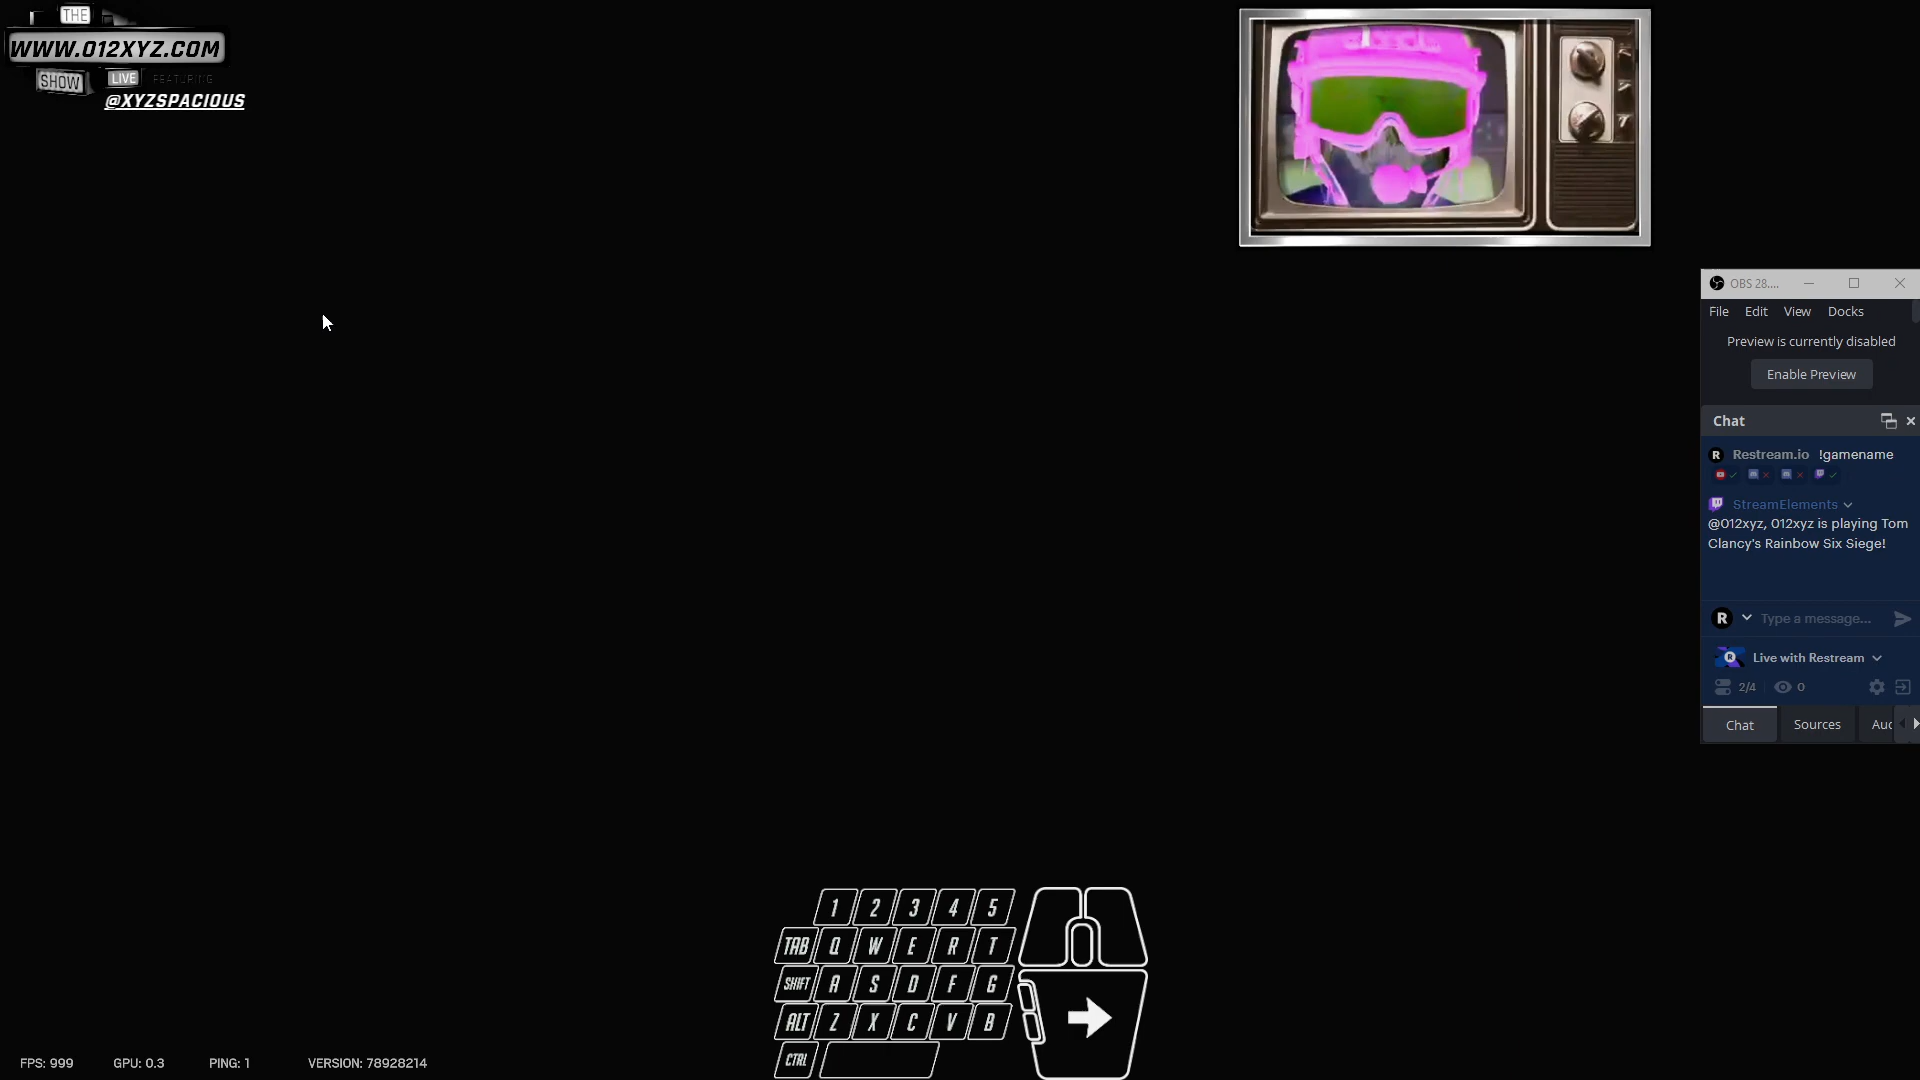 THE
WWW.012XYZ.COM
SHOW LIVE FEATURING
@XYZSPACIOUS
OBS 28....
File Edit View Docks
Preview is currently disabled
Enable Preview
Chat
R Restream.io !gamename
StreamElements
@012xyz, 012xyz is playing Tom
Clancy's Rainbow Six Siege!
R Type a message...
R Live with Restream
2/4 0
Chat Sources Aud
1 2 3 4 5
TAB Q W E R T
SHIFT A S D F G
ALT Z X C V B
CTRL
FPS: 999 GPU: 0.3 PING: 1 VERSION: 78928214